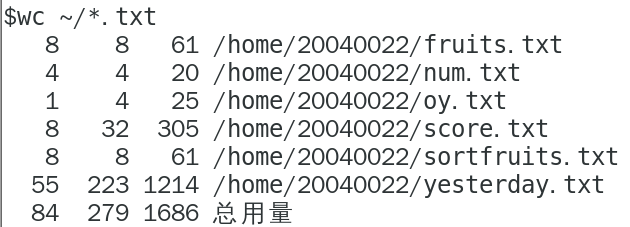 $wc ~/*.txt
8 8 61 /home/20040022/fruits.txt
4 4 20 /home/20040022/num.txt
1 4 25 /home/20040022/oy.txt
8 32 305 /home/20040022/score.txt
8 8 61 /home/20040022/sortfruits.txt
55 223 1214 /home/20040022/yesterday.txt
84 279 1686 总用量